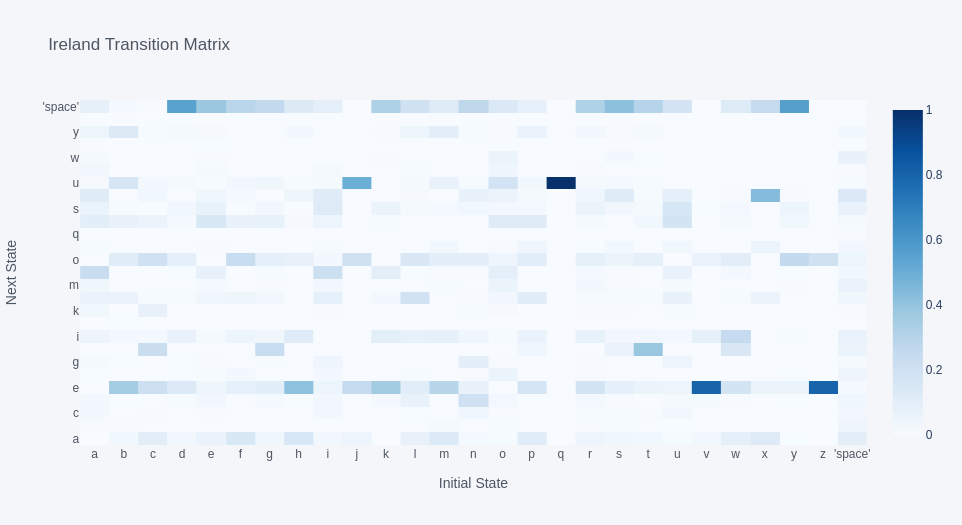 Ireland Transition Matrix
'space'
y
w
u
s
q
o
m
k
i
g
e
c
a
Next State
a b c d e f g h i j k l m n o p q r s t u v w x y z 'space'
Initial State
1
0.8
0.6
0.4
0.2
0